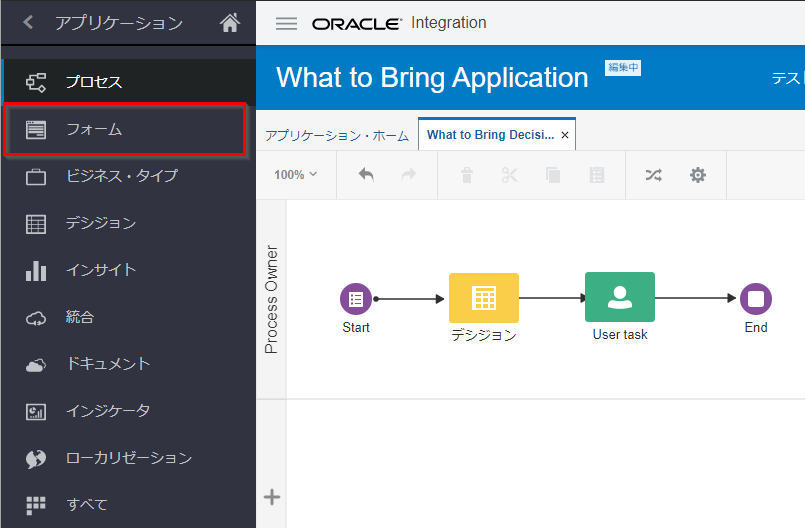 アプリケーション
プロセス
フォーム
ビジネス・タイプ
デシジョン
インサイト
統合
ドキュメント
インジケータ
ローカリゼーション
すべて
ORACLE Integration
What to Bring Application 編集中
テスト
アプリケーション・ホーム What to Bring Decisi... ×
100%
Process Owner
Start
デシジョン
User task
End